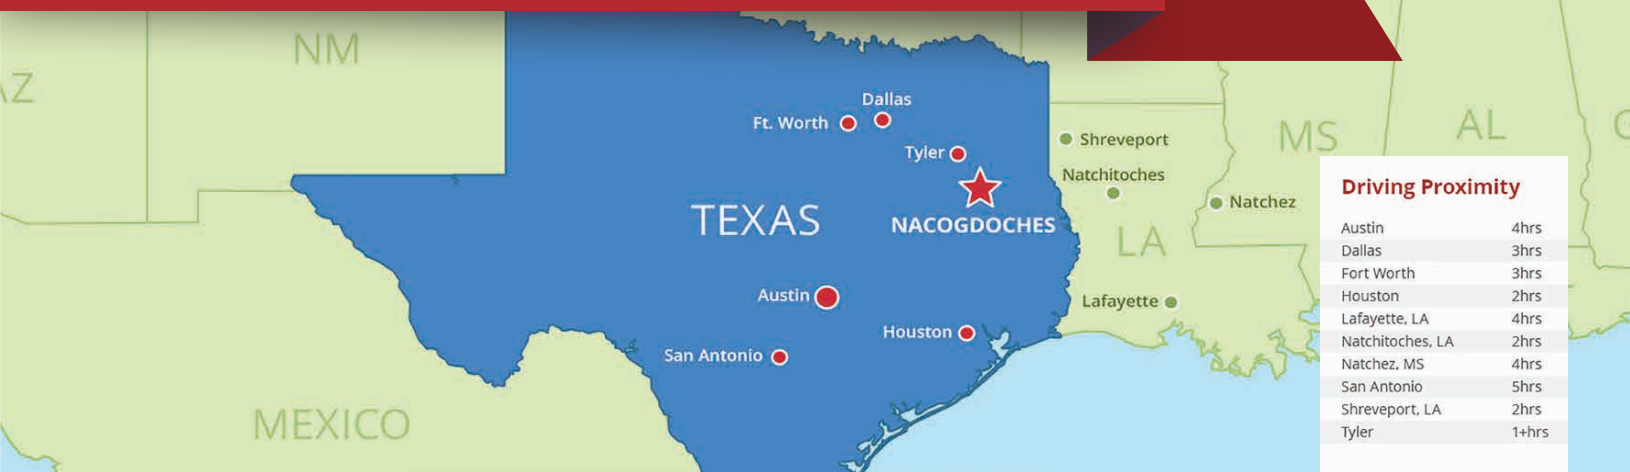 NM
AZ
Dallas
Ft. Worth
Tyler
Shreveport
MS
AL
Natchitoches
Natchez
TEXAS
NACOGDOCHES
LA
Austin
Lafayette
Houston
San Antonio
MEXICO
Driving Proximity
Austin 4hrs
Dallas 3hrs
Fort Worth 3hrs
Houston 2hrs
Lafayette, LA 4hrs
Natchitoches, LA 2hrs
Natchez, MS 4hrs
San Antonio 5hrs
Shreveport, LA 2hrs
Tyler 1+hrs